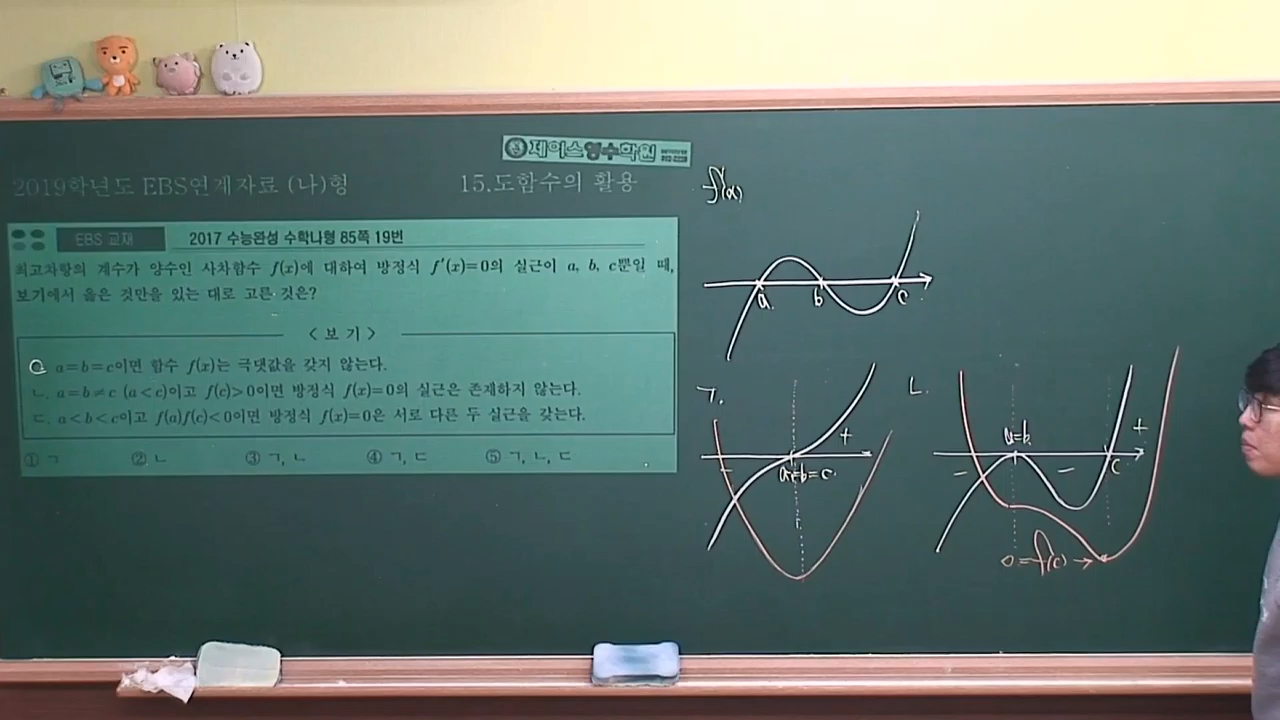 제이스영수학원
2019학년도 EBS연계자료 (나)형
15.도함수의 활용
EBS 교재
2017 수능완성 수학나형 85쪽 19번
최고차항의 계수가 양수인 사차함수 f(x)에 대하여 방정식 f′(x)=0의 실근이 a, b, c뿐일 때,
보기에서 옳은 것만을 있는 대로 고른 것은?
< 보 기 >
a=b=c이면 함수 f(x)는 극댓값을 갖지 않는다.
ㄴ. a=b≠c (a<c)이고 f(c)>0이면 방정식 f(x)=0의 실근은 존재하지 않는다.
ㄷ. a<b<c이고 f(a)f(c)<0이면 방정식 f(x)=0은 서로 다른 두 실근을 갖는다.
① ㄱ ② ㄴ ③ ㄱ, ㄴ ④ ㄱ, ㄷ ⑤ ㄱ, ㄴ, ㄷ
f′(x)
a b c
ㄱ.
+
−
a=b=c
ㄴ.
a=b
+
− − c
0=f(c)→